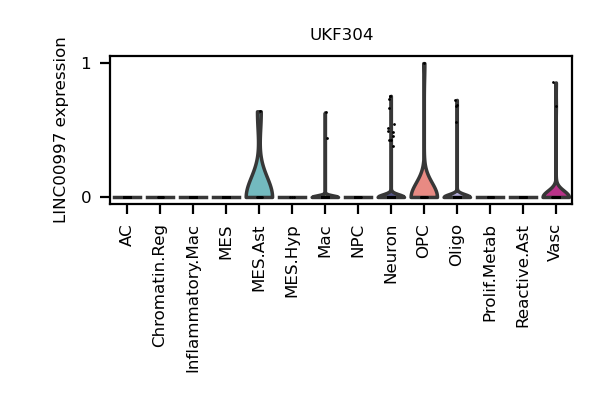 UKF304
LINC00997 expression
1
0
AC
Chromatin.Reg
Inflammatory.Mac
MES
MES.Ast
MES.Hyp
Mac
NPC
Neuron
OPC
Oligo
Prolif.Metab
Reactive.Ast
Vasc